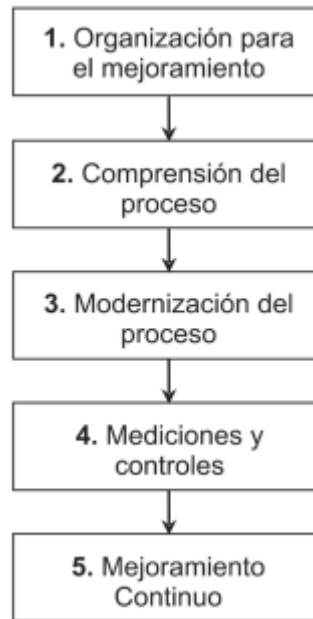 1. Organización para
el mejoramiento
2. Comprensión del
proceso
3. Modernización del
proceso
4. Mediciones y
controles
5. Mejoramiento
Continuo